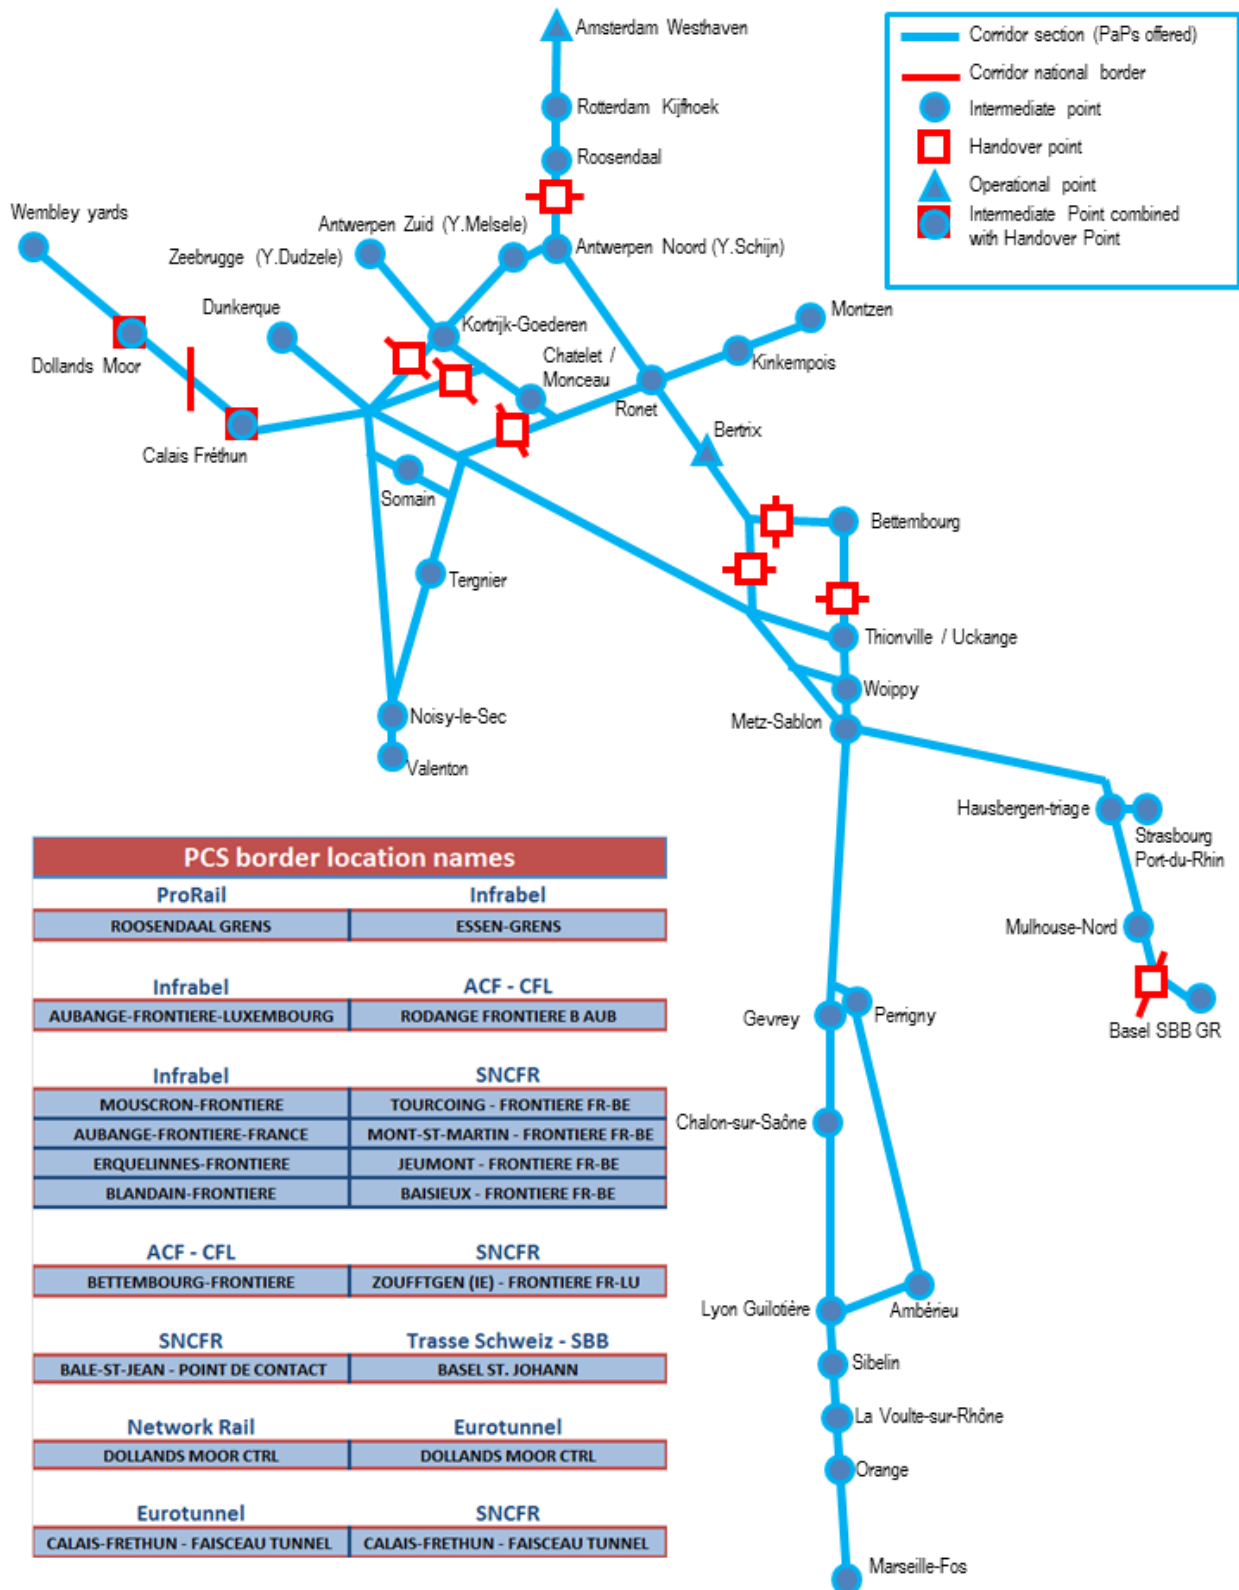 Amsterdam Westhaven
Rotterdam Kijfhoek
Roosendaal
Corridor section (PaPs offered)
Corridor national border
Intermediate point
Handover point
Operational point
Intermediate Point combined
with Handover Point
Wembley yards
Antwerpen Zuid (Y.Melsele)
Zeebrugge (Y.Dudzele)
Antwerpen Noord (Y.Schijn)
Dunkerque
Kortrijk-Goederen
Montzen
Dollands Moor
Chatelet /
Monceau
Kinkempois
Ronet
Calais Fréthun
Bertrix
Somain
Bettembourg
Tergnier
Thionville / Uckange
Woippy
Noisy-le-Sec
Metz-Sablon
Valenton
Hausbergen-triage
Strasbourg
Port-du-Rhin
Mulhouse-Nord
Basel SBB GR
Gevrey
Perrigny
Chalon-sur-Saône
Lyon Guilotière
Ambérieu
Sibelin
La Voulte-sur-Rhône
Orange
Marseille-Fos
PCS border location names
ProRail Infrabel
ROOSENDAAL GRENS ESSEN-GRENS
Infrabel ACF - CFL
AUBANGE-FRONTIERE-LUXEMBOURG RODANGE FRONTIERE B AUB
Infrabel SNCFR
MOUSCRON-FRONTIERE TOURCOING - FRONTIERE FR-BE
AUBANGE-FRONTIERE-FRANCE MONT-ST-MARTIN - FRONTIERE FR-BE
ERQUELINNES-FRONTIERE JEUMONT - FRONTIERE FR-BE
BLANDAIN-FRONTIERE BAISIEUX - FRONTIERE FR-BE
ACF - CFL SNCFR
BETTEMBOURG-FRONTIERE ZOUFFTGEN (IE) - FRONTIERE FR-LU
SNCFR Trasse Schweiz - SBB
BALE-ST-JEAN - POINT DE CONTACT BASEL ST. JOHANN
Network Rail Eurotunnel
DOLLANDS MOOR CTRL DOLLANDS MOOR CTRL
Eurotunnel SNCFR
CALAIS-FRETHUN - FAISCEAU TUNNEL CALAIS-FRETHUN - FAISCEAU TUNNEL